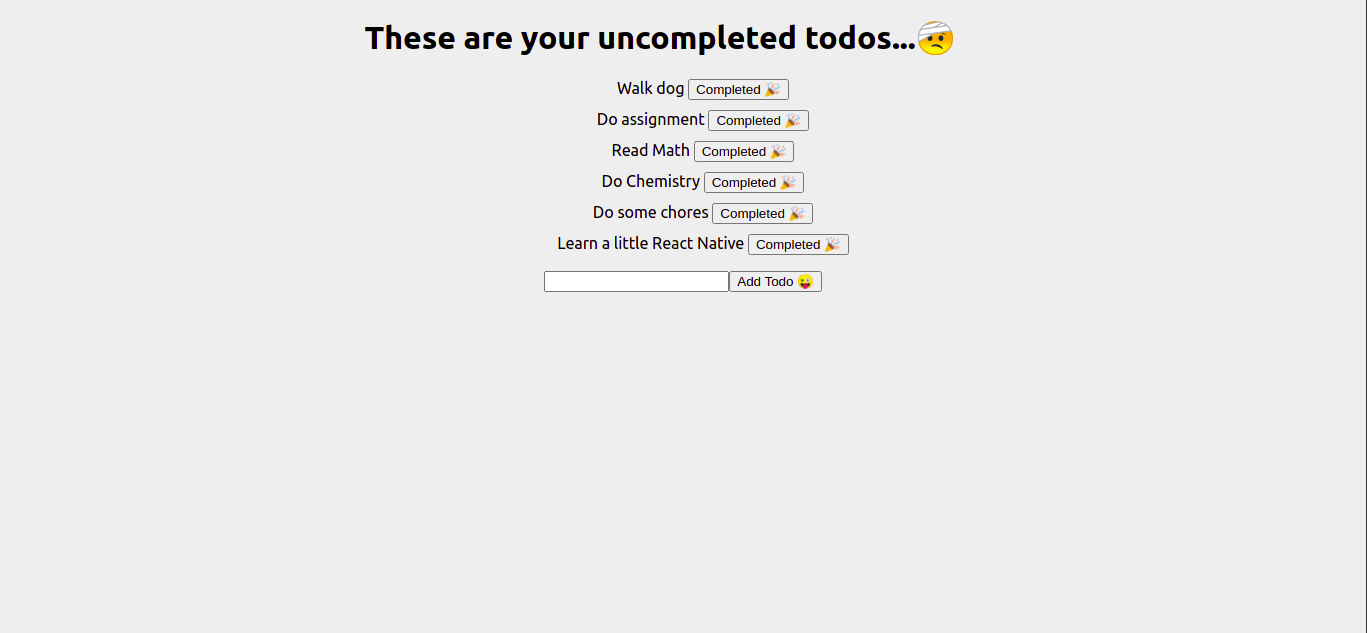 These are your uncompleted todos...🤕
Walk dog Completed 🎉
Do assignment Completed 🎉
Read Math Completed 🎉
Do Chemistry Completed 🎉
Do some chores Completed 🎉
Learn a little React Native Completed 🎉
Add Todo 😜